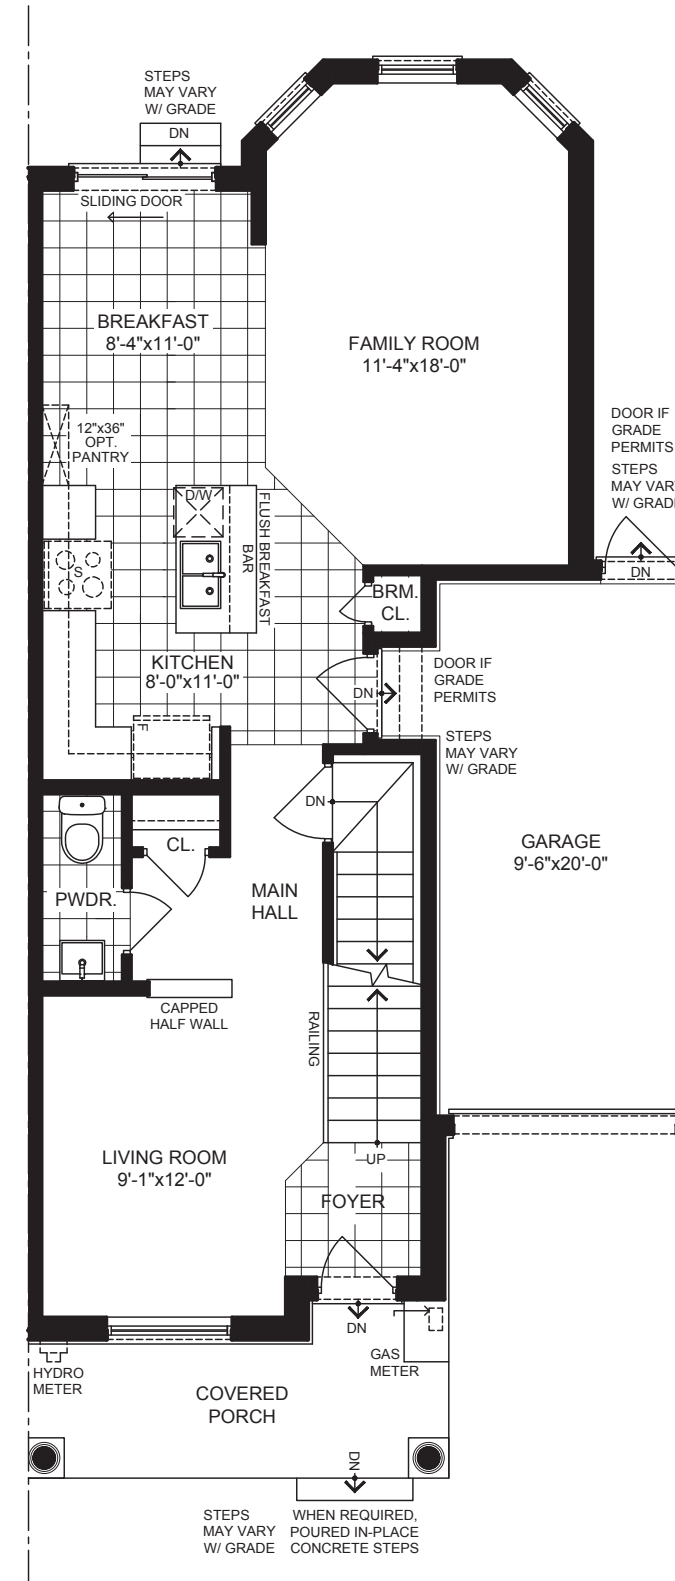 STEPS
MAY VARY
W/ GRADE
DN
SLIDING DOOR
BREAKFAST
8'-4"x11'-0"
FAMILY ROOM
11'-4"x18'-0"
12"x36"
OPT.
PANTRY
DOOR IF
GRADE
PERMITS
STEPS
MAY VARY
W/ GRADE
DN
D/W
FLUSH BREAKFAST
BAR
S
BRM.
CL.
KITCHEN
8'-0"x11'-0"
DN
DOOR IF
GRADE
PERMITS
STEPS
MAY VARY
W/ GRADE
F
DN
CL.
GARAGE
9'-6"x20'-0"
PWDR.
MAIN
HALL
CAPPED
HALF WALL
RAILING
LIVING ROOM
9'-1"x12'-0"
UP
FOYER
DN
GAS
METER
HYDRO
METER
COVERED
PORCH
DN
STEPS
MAY VARY
W/ GRADE
WHEN REQUIRED,
POURED IN-PLACE
CONCRETE STEPS